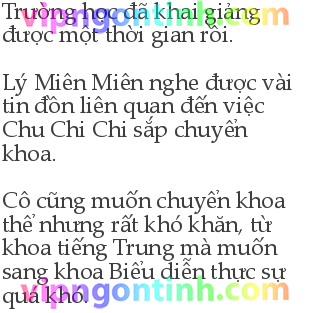 Trường học đã khai giảng
được một thời gian rồi.
Lý Miên Miên nghe được vài
tin đồn liên quan đến việc
Chu Chi Chi sắp chuyển
khoa.
Cô cũng muốn chuyển khoa
thế nhưng rất khó khăn, từ
khoa tiếng Trung mà muốn
sang khoa Biểu diễn thực sự
quá khó.
vipngontinh.com
vipngontinh.com